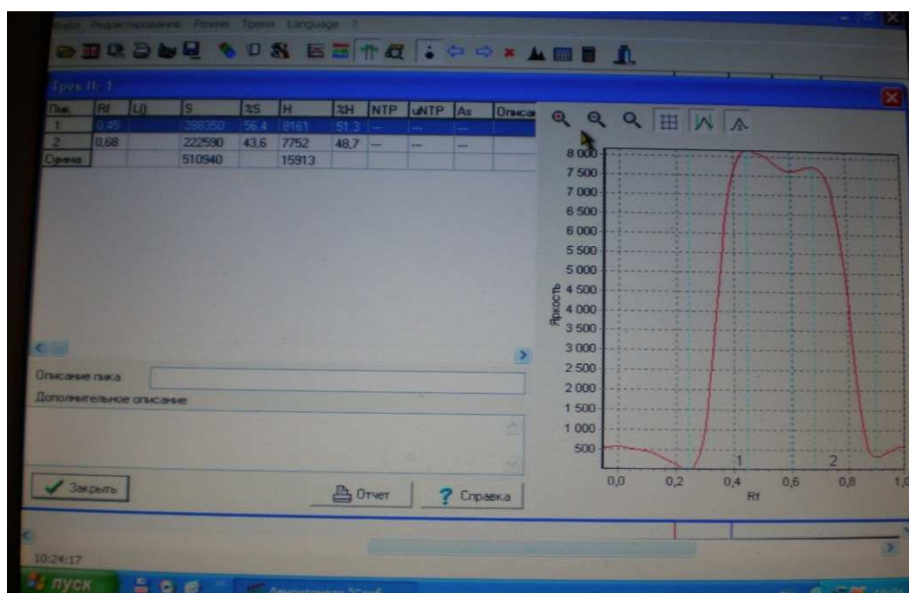 Файл Редактирование Режим Треки Language ?
Трек Nr 1
Пик. Rf L() S %S H %H NTP uNTP As Описан
1 0,45 288350 56,4 8161 51,3 --- --- ---
2 0,68 222590 43,6 7752 48,7 --- --- ---
Сумма 510940 15913
Описание пика:
Дополнительное описание
Закрыть
Отчет
? Справка
8 000
7 500
7 000
6 500
6 000
5 500
5 000
4 500
4 000
3 500
3 000
2 500
2 000
1 500
1 000
500
Яркость
1 2
0,0 0,2 0,4 0,6 0,8 1,0
Rf
10:24:17
пуск